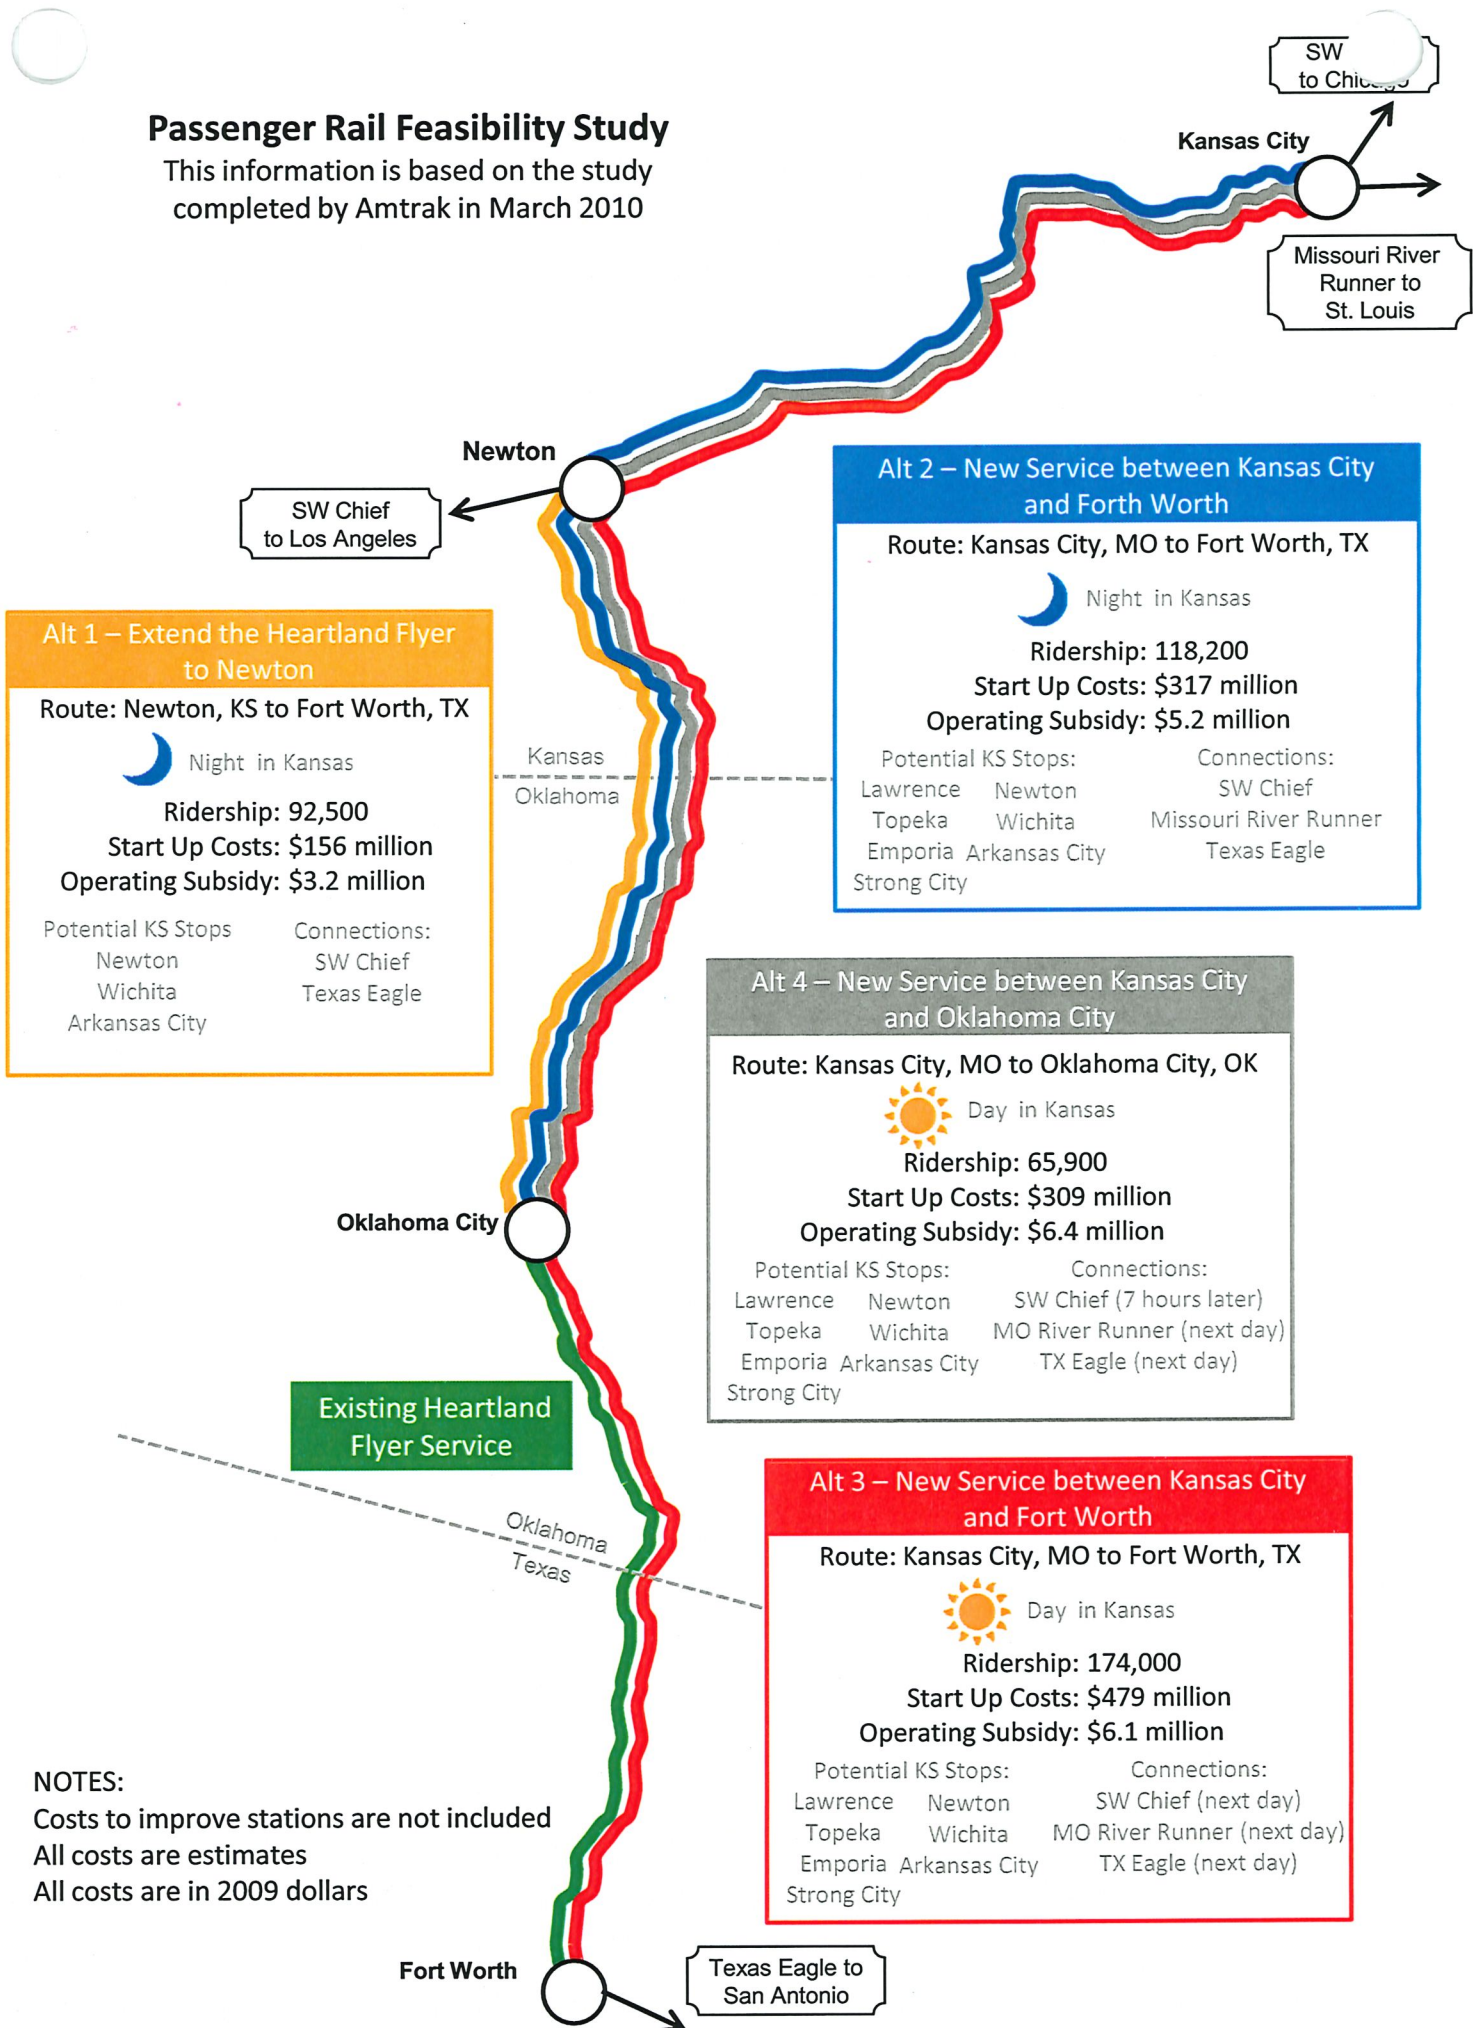 SW
to
Kansas City
Passenger Rail Feasibility Study
This information is based on the study
completed by Amtrak in March 2010
Missouri River
Runner to
St. Louis
Newton
SW Chief
to Los Angeles
Alt 2 – New Service between Kansas City
and Forth Worth
Route: Kansas City, MO to Fort Worth, TX
Night in Kansas
Ridership: 118,200
Start Up Costs: $317 million
Operating Subsidy: $5.2 million
Potential KS Stops: Connections:
Lawrence Newton SW Chief
Topeka Wichita Missouri River Runner
Emporia Arkansas City Texas Eagle
Strong City
Alt 1 – Extend the Heartland Flyer
to Newton
Route: Newton, KS to Fort Worth, TX
Night in Kansas
Ridership: 92,500
Start Up Costs: $156 million
Operating Subsidy: $3.2 million
Potential KS Stops Connections:
Newton SW Chief
Wichita Texas Eagle
Arkansas City
Kansas
Oklahoma
Alt 4 – New Service between Kansas City
and Oklahoma City
Route: Kansas City, MO to Oklahoma City, OK
Day in Kansas
Ridership: 65,900
Start Up Costs: $309 million
Operating Subsidy: $6.4 million
Potential KS Stops: Connections:
Lawrence Newton SW Chief (7 hours later)
Topeka Wichita MO River Runner (next day)
Emporia Arkansas City TX Eagle (next day)
Strong City
Oklahoma City
Existing Heartland
Flyer Service
Oklahoma
Texas
Alt 3 – New Service between Kansas City
and Fort Worth
Route: Kansas City, MO to Fort Worth, TX
Day in Kansas
Ridership: 174,000
Start Up Costs: $479 million
Operating Subsidy: $6.1 million
Potential KS Stops: Connections:
Lawrence Newton SW Chief (next day)
Topeka Wichita MO River Runner (next day)
Emporia Arkansas City TX Eagle (next day)
Strong City
NOTES:
Costs to improve stations are not included
All costs are estimates
All costs are in 2009 dollars
Fort Worth
Texas Eagle to
San Antonio